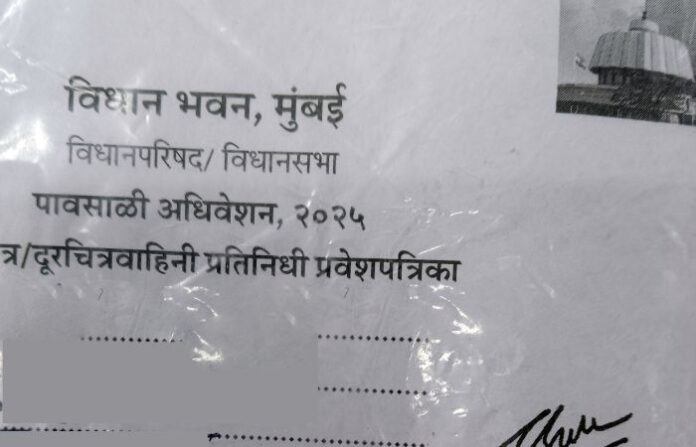 विधान भवन, मुंबई
विधानपरिषद/ विधानसभा
पावसाळी अधिवेशन, २०२५
त्र/दूरचित्रवाहिनी प्रतिनिधी प्रवेशपत्रिका